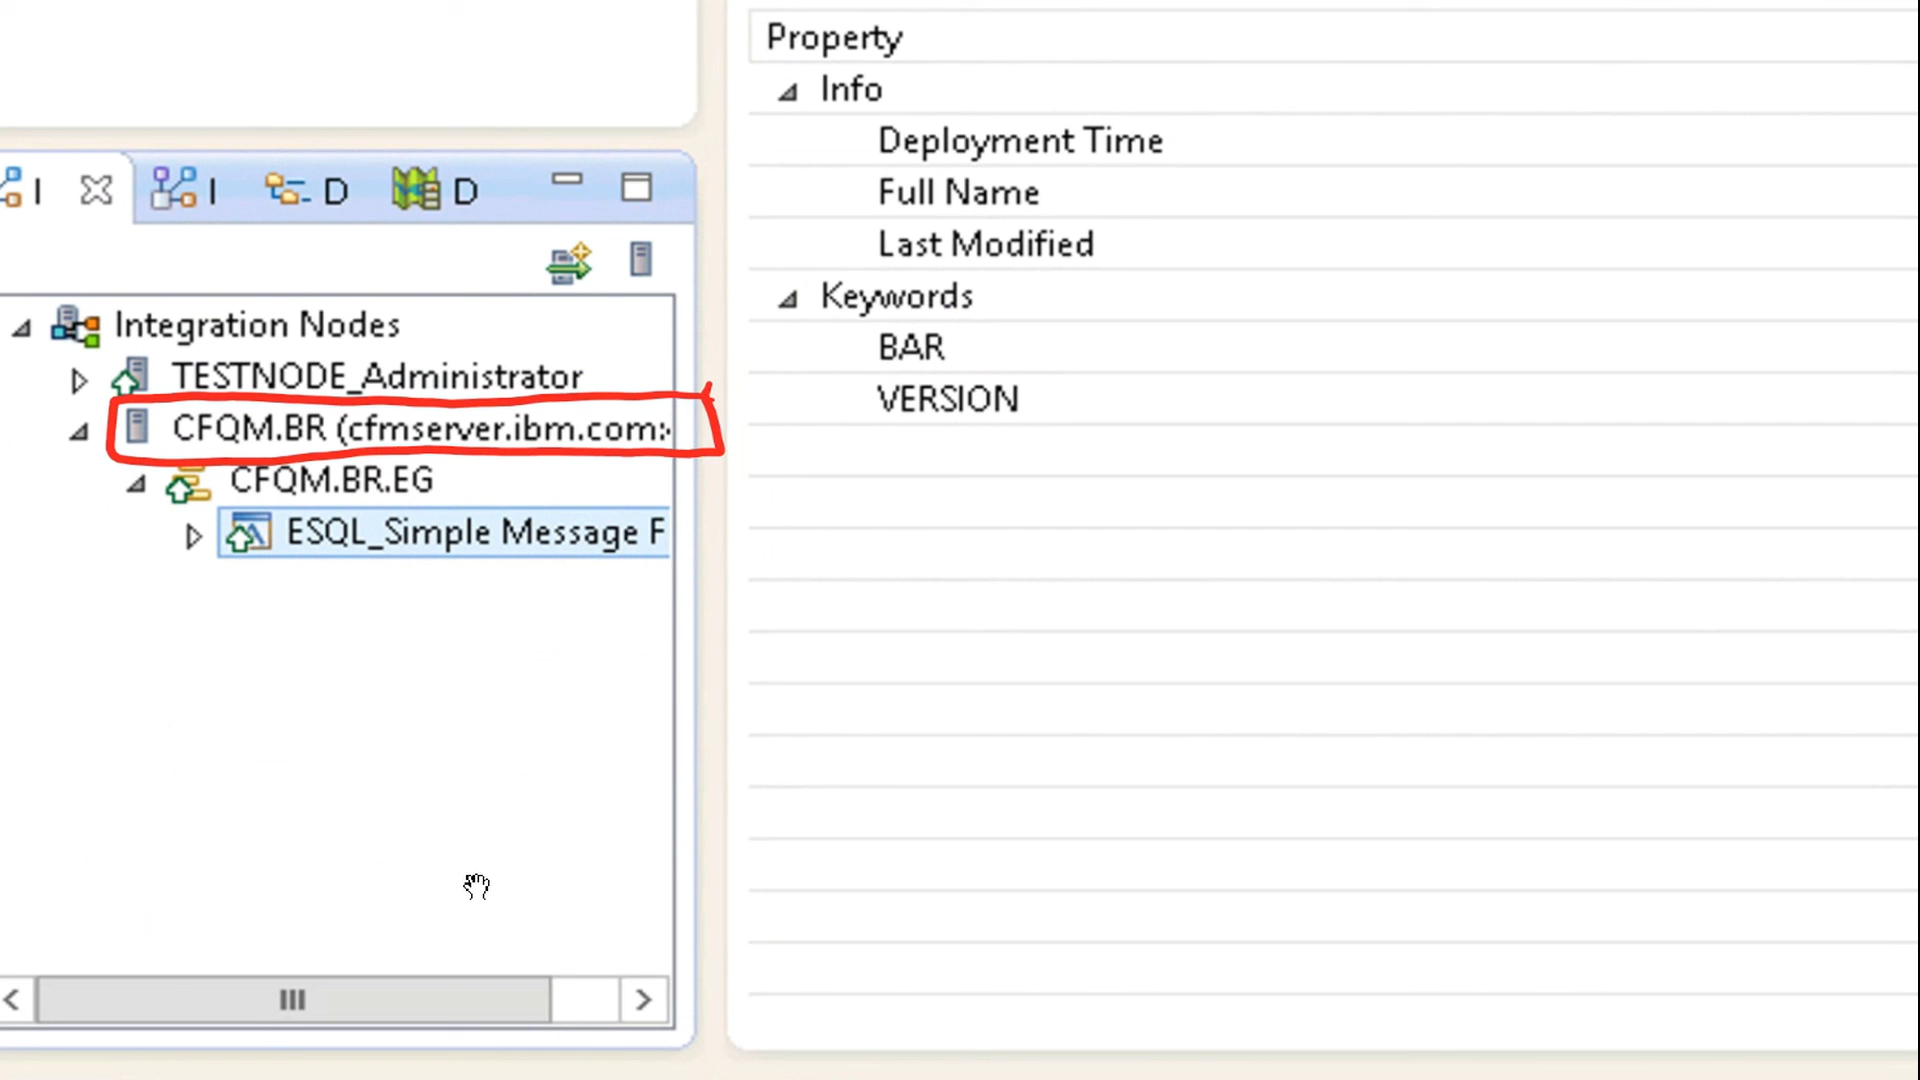 Property
Info
Deployment Time
Full Name
Last Modified
Keywords
BAR
VERSION
I I D D
Integration Nodes
TESTNODE_Administrator
CFQM.BR (cfmserver.ibm.com:
CFQM.BR.EG
ESQL_Simple Message F